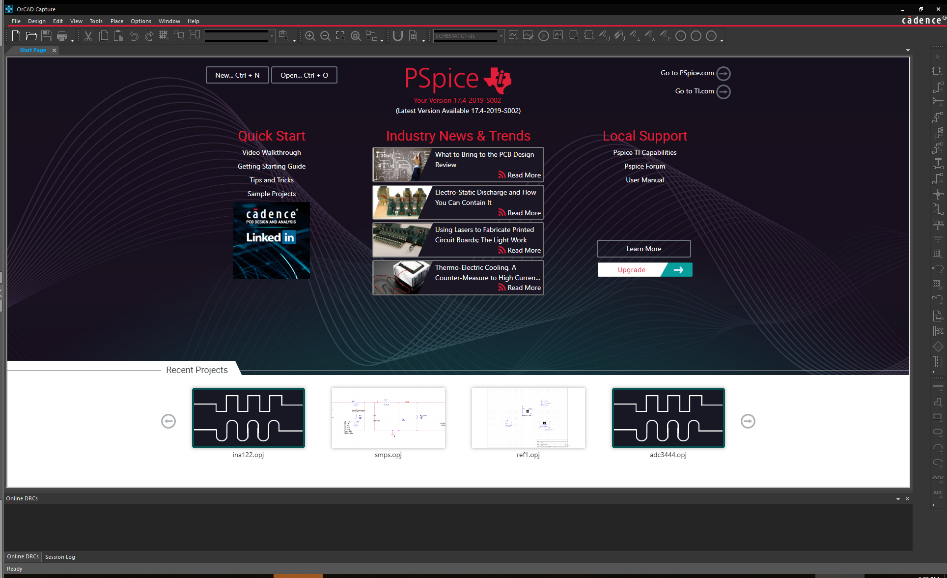 OrCAD Capture
File Design Edit View Tools Place Options Window Help
cadence
Start Page
New... Ctrl + N
Open... Ctrl + O
PSpice
Go to PSpice.com
Your Version 17.4-2019-S002
Go to TI.com
(Latest Version Available 17.4-2019-S002)
Quick Start
Video Walkthrough
Getting Starting Guide
Tips and Tricks
Sample Projects
cadence
PCB DESIGN AND ANALYSIS
Linked in
Industry News & Trends
What to Bring to the PCB Design
Review
Read More
Electro-Static Discharge and How
You Can Contain It
Read More
Using Lasers to Fabricate Printed
Circuit Boards; The Light Work
Read More
Thermo-Electric Cooling, A
Counter-Measure to High Curren...
Read More
Local Support
Pspice TI Capabilities
Pspice Forum
User Manual
Learn More
Upgrade
Recent Projects
ina122.opj
smps.opj
ref1.opj
adc3444.opj
Online DRCs
Online DRCs
Session Log
Ready